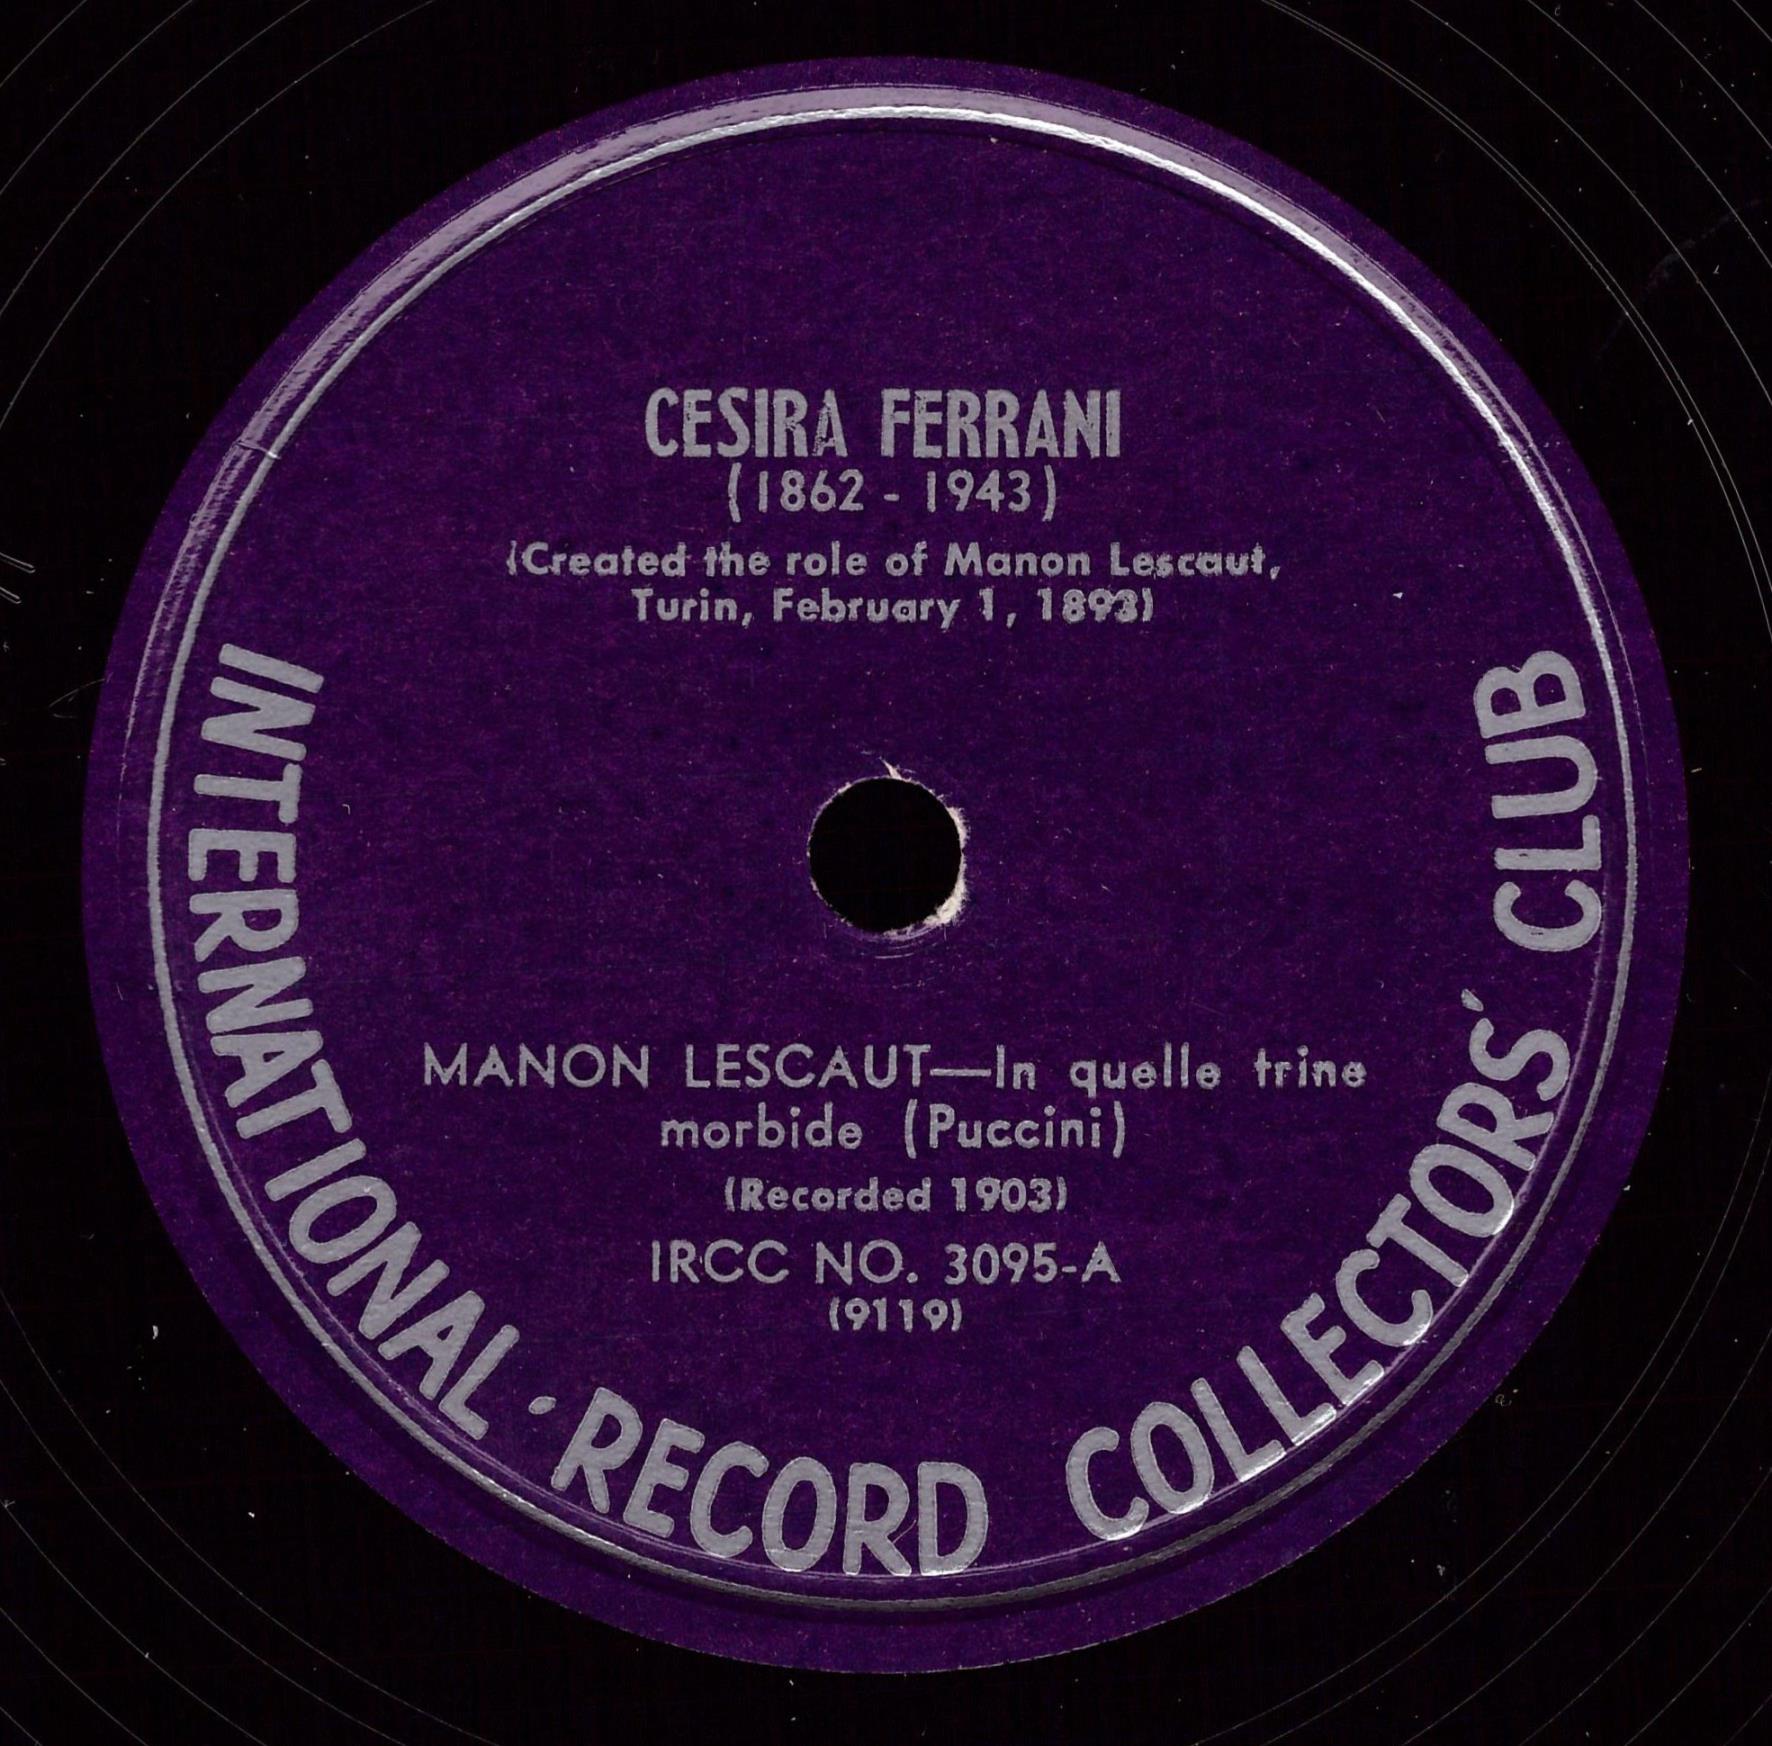 CESIRA FERRANI
(1862 - 1943)
(Created the role of Manon Lescaut,
Turin, February 1, 1893)
MANON LESCAUT—In quelle trine
morbide (Puccini)
(Recorded 1903)
IRCC NO. 3095-A
(9119)
INTERNATIONAL · RECORD COLLECTORS' CLUB